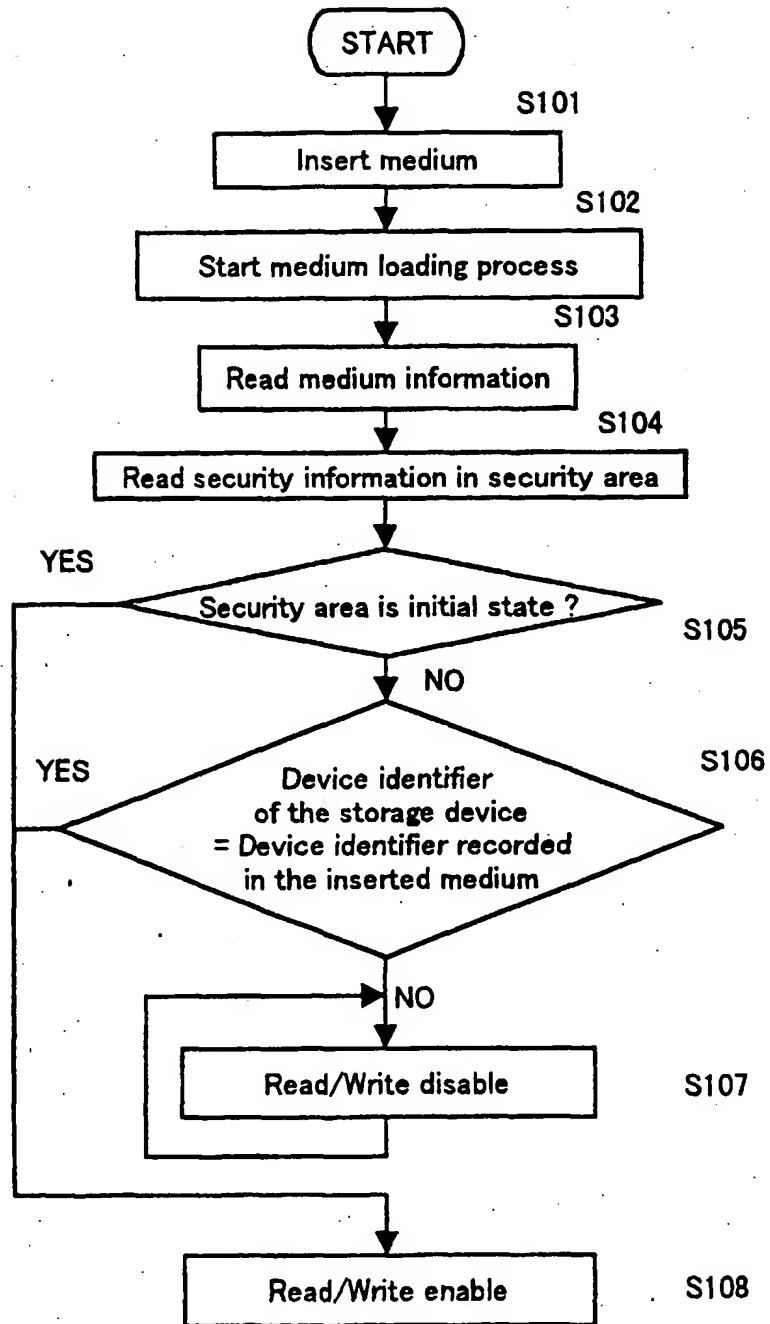 START
S101
Insert medium
S102
Start medium loading process
S103
Read medium information
S104
Read security information in security area
YES
Security area is initial state ?
S105
NO
YES
S106
Device identifier
of the storage device
= Device identifier recorded
in the inserted medium
NO
Read/Write disable
S107
Read/Write enable
S108